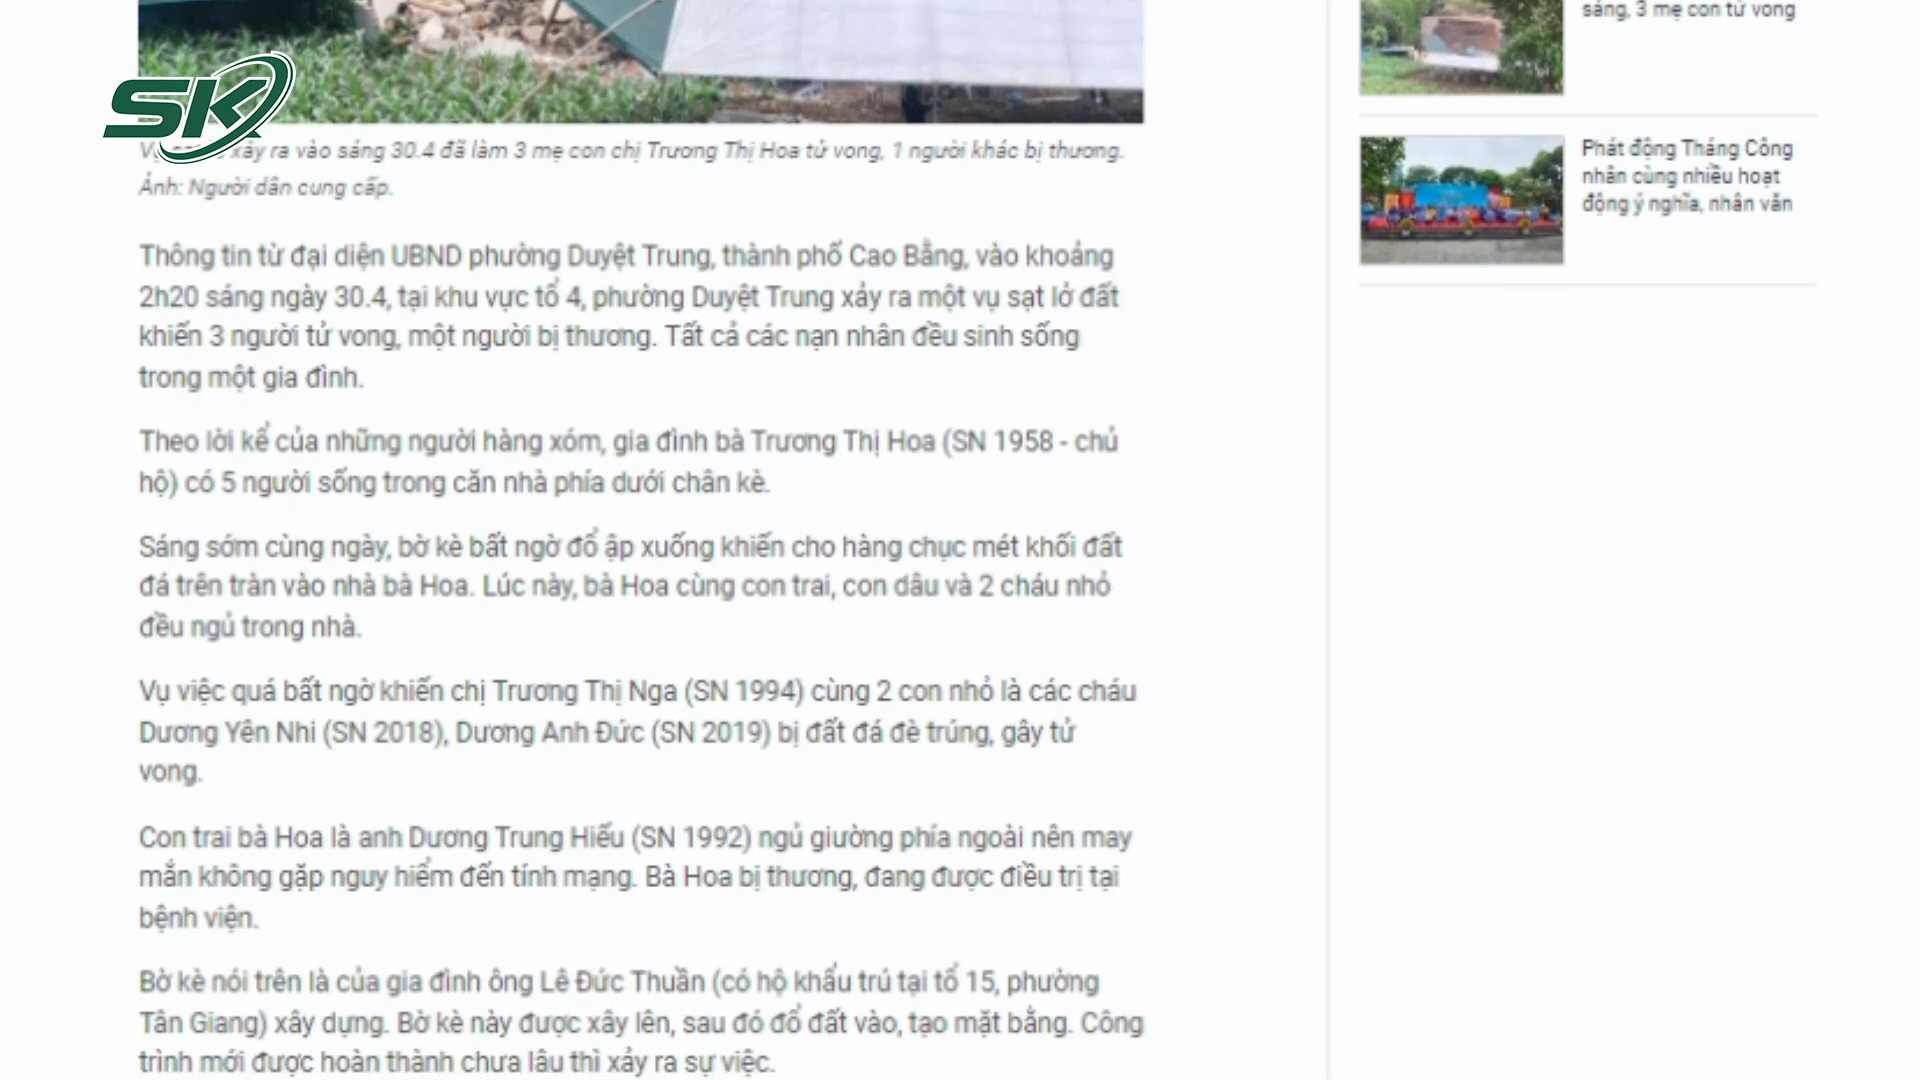 SK
xảy ra vào sáng 30.4 đã làm 3 mẹ con chị Trương Thị Hoa tử vong, 1 người khác bị thương.
Ảnh: Người dân cung cấp.
Thông tin từ đại diện UBND phường Duyệt Trung, thành phố Cao Bằng, vào khoảng
2h20 sáng ngày 30.4, tại khu vực tổ 4, phường Duyệt Trung xảy ra một vụ sạt lở đất
khiến 3 người tử vong, một người bị thương. Tất cả các nạn nhân đều sinh sống
trong một gia đình.
Theo lời kể của những người hàng xóm, gia đình bà Trương Thị Hoa (SN 1958 - chủ
hộ) có 5 người sống trong căn nhà phía dưới chân kè.
Sáng sớm cùng ngày, bờ kè bất ngờ đổ ập xuống khiến cho hàng chục mét khối đất
đá trên tràn vào nhà bà Hoa. Lúc này, bà Hoa cùng con trai, con dâu và 2 cháu nhỏ
đều ngủ trong nhà.
Vụ việc quá bất ngờ khiến chị Trương Thị Nga (SN 1994) cùng 2 con nhỏ là các cháu
Dương Yên Nhi (SN 2018), Dương Anh Đức (SN 2019) bị đất đá đè trúng, gây tử
vong.
Con trai bà Hoa là anh Dương Trung Hiếu (SN 1992) ngủ giường phía ngoài nên may
mắn không gặp nguy hiểm đến tính mạng. Bà Hoa bị thương, đang được điều trị tại
bệnh viện.
Bờ kè nói trên là của gia đình ông Lê Đức Thuần (có hộ khẩu trú tại tổ 15, phường
Tân Giang) xây dựng. Bờ kè này được xây lên, sau đó đổ đất vào, tạo mặt bằng. Công
trình mới được hoàn thành chưa lâu thì xảy ra sự việc.
sáng, 3 mẹ con tử vong
Phát động Tháng Công
nhân cùng nhiều hoạt
động ý nghĩa, nhân văn